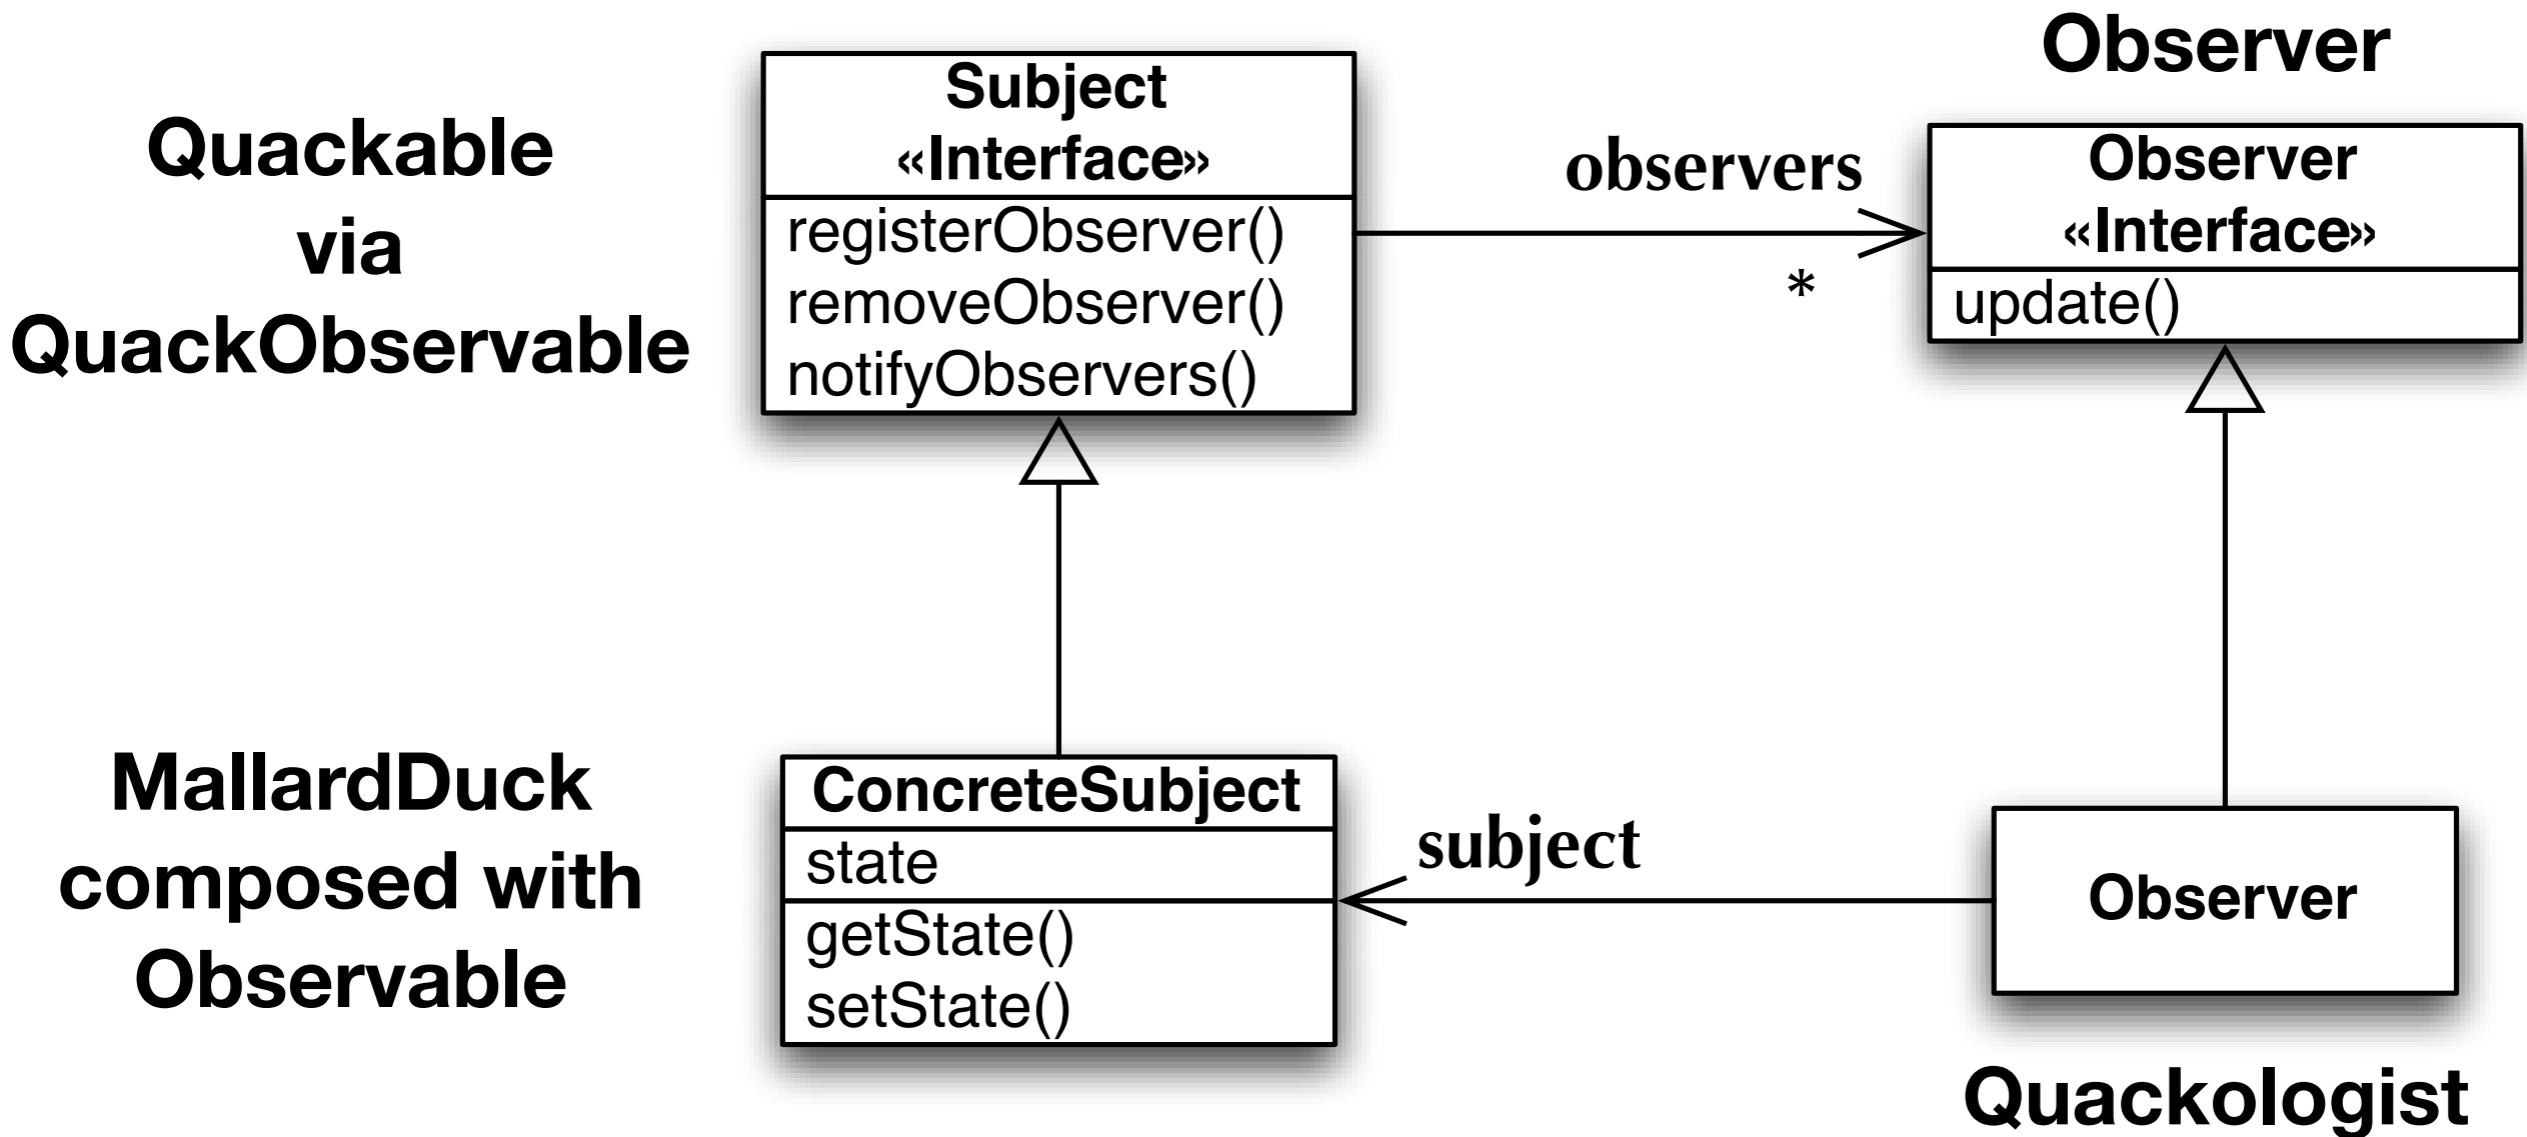 Quackable
via
QuackObservable
Subject
«Interface»
registerObserver()
removeObserver()
notifyObservers()
observers
*
Observer
Observer
«Interface»
update()
MallardDuck
composed with
Observable
ConcreteSubject
state
getState()
setState()
subject
Observer
Quackologist